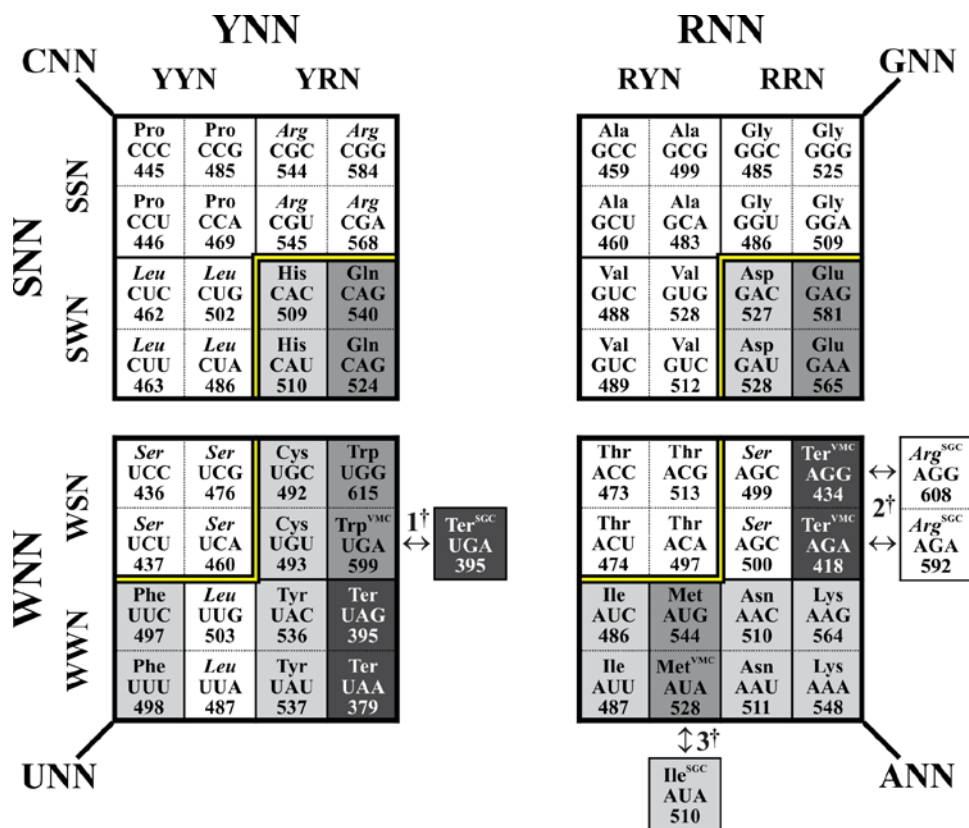 YNN
RNN
CNN
YYN YRN
RYN RRN
GNN
SNN
SSN
SWN
Pro Pro Arg Arg
CCC CCG CGC CGG
445 485 544 584
Pro Pro Arg Arg
CCU CCA CGU CGA
446 469 545 568
Leu Leu His Gln
CUC CUG CAC CAG
462 502 509 540
Leu Leu His Gln
CUU CUA CAU CAG
463 486 510 524
Ala Ala Gly Gly
GCC GCG GGC GGG
459 499 485 525
Ala Ala Gly Gly
GCU GCA GGU GGA
460 483 486 509
Val Val Asp Glu
GUC GUG GAC GAG
488 528 527 581
Val Val Asp Glu
GUC GUC GAU GAA
489 512 528 565
WNN
WSN
WWN
Ser Ser Cys Trp
UCC UCG UGC UGG
436 476 492 615
Ser Ser Cys Trp^VMC
UCU UCA UGU UGA
437 460 493 599
1†
↔
Ter^SGC
UGA
395
Phe Leu Tyr Ter
UUC UUG UAC UAG
497 503 536 395
Phe Leu Tyr Ter
UUU UUA UAU UAA
498 487 537 379
Thr Thr Ser Ter^VMC
ACC ACG AGC AGG
473 513 499 434
Thr Thr Ser Ter^VMC
ACU ACA AGC AGA
474 497 500 418
↔
2†
↔
Arg^SGC
AGG
608
Arg^SGC
AGA
592
Ile Met Asn Lys
AUC AUG AAC AAG
486 544 510 564
Ile Met^VMC Asn Lys
AUU AUA AAU AAA
487 528 511 548
UNN
↕ 3†
ANN
Ile^SGC
AUA
510